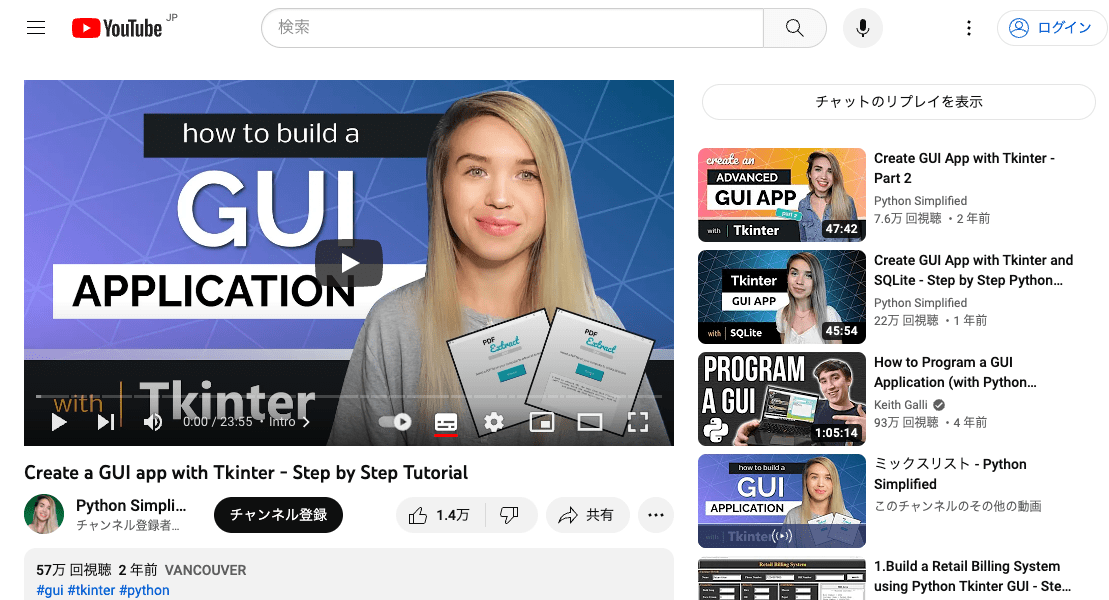 YouTube JP
検索
ログイン
how to build a
GUI
APPLICATION
with Tkinter
PDF Extract
PDF Extract
0:00 / 23:55 • Intro
Create a GUI app with Tkinter - Step by Step Tutorial
Python Simpli...
チャンネル登録者...
チャンネル登録
1.4万
共有
57万 回視聴 2 年前 VANCOUVER
#gui #tkinter #python
チャットのリプレイを表示
create an
ADVANCED
GUI APP
part 2
with Tkinter
47:42
Create GUI App with Tkinter -
Part 2
Python Simplified
7.6万 回視聴 • 2 年前
Tkinter
GUI APP
with SQLite
45:54
Create GUI App with Tkinter and
SQLite - Step by Step Python...
Python Simplified
22万 回視聴 • 1 年前
PROGRAM
A GUI
1:05:14
How to Program a GUI
Application (with Python...
Keith Galli
93万 回視聴 • 4 年前
how to build a
GUI
APPLICATION
with Tkinter
ミックスリスト - Python
Simplified
このチャンネルのその他の動画
Retail Billing System
1.Build a Retail Billing System
using Python Tkinter GUI - Ste...